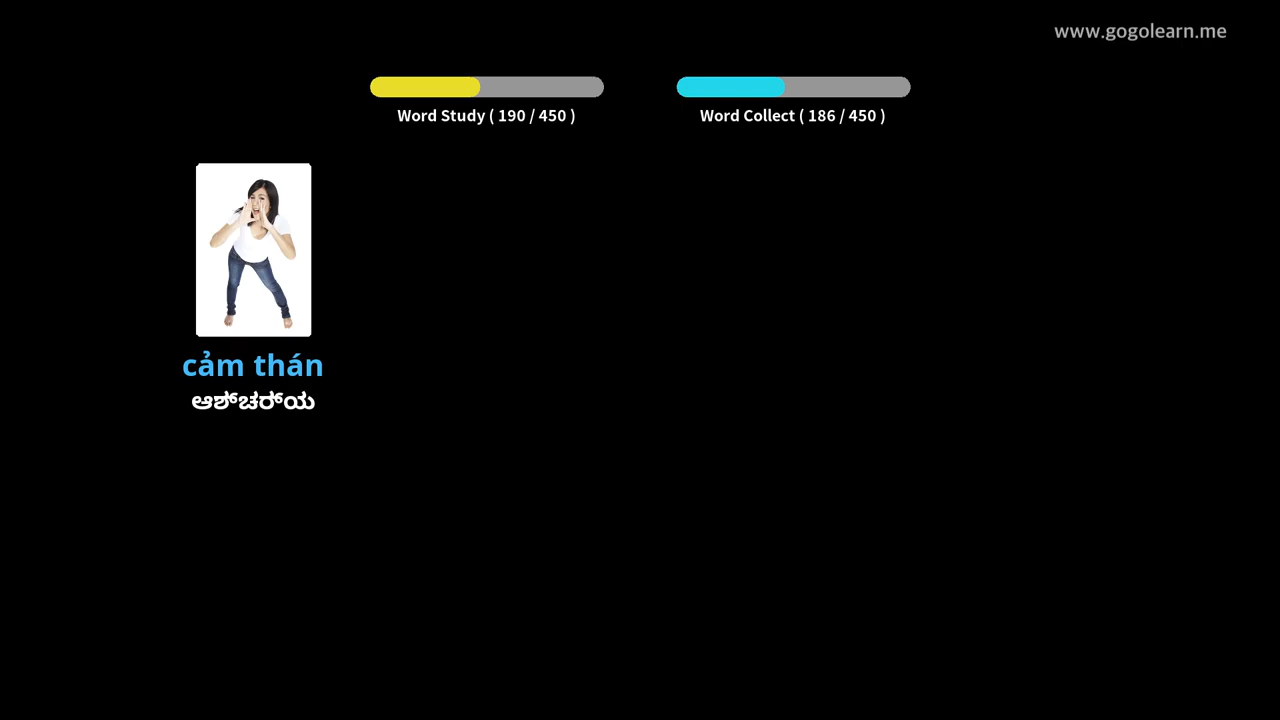 www.gogolearn.me
Word Study ( 190 / 450 )
Word Collect ( 186 / 450 )
cảm thán
ಆಶ್‌ಚರ್‌ಯ